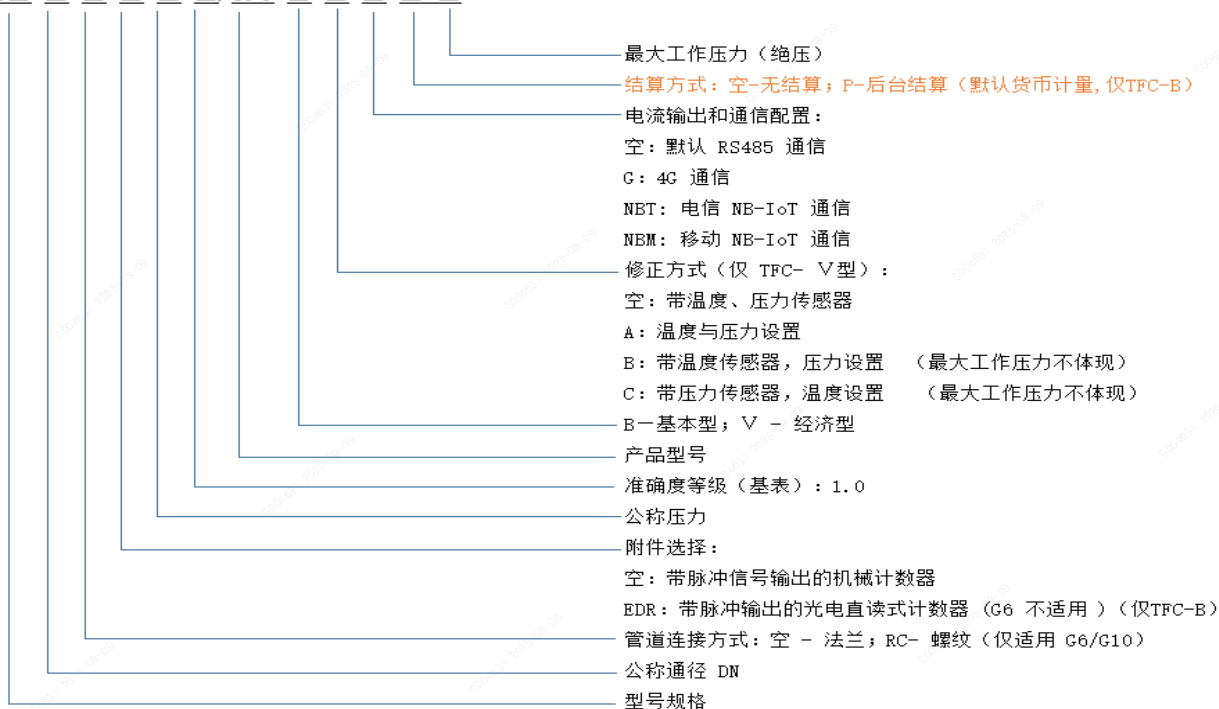 最大工作压力（绝压）
结算方式：空-无结算；P-后台结算（默认货币计量,仅TFC-B）
电流输出和通信配置：
空：默认 RS485 通信
G：4G 通信
NBT：电信 NB-IoT 通信
NBM：移动 NB-IoT 通信
修正方式（仅 TFC- V型）：
空：带温度、压力传感器
A：温度与压力设置
B：带温度传感器，压力设置 （最大工作压力不体现）
C：带压力传感器，温度设置 （最大工作压力不体现）
B—基本型；V - 经济型
产品型号
准确度等级（基表）：1.0
公称压力
附件选择：
空：带脉冲信号输出的机械计数器
EDR：带脉冲输出的光电直读式计数器 (G6 不适用 )（仅TFC-B）
管道连接方式：空 - 法兰；RC- 螺纹（仅适用 G6/G10）
公称通径 DN
型号规格